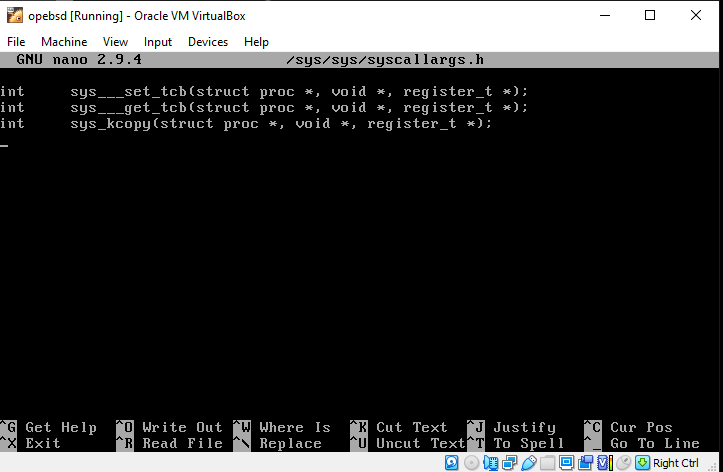 opebsd [Running] - Oracle VM VirtualBox
File Machine View Input Devices Help
GNU nano 2.9.4 /sys/sys/syscallargs.h
int sys___set_tcb(struct proc *, void *, register_t *);
int sys___get_tcb(struct proc *, void *, register_t *);
int sys_kcopy(struct proc *, void *, register_t *);
^G Get Help ^O Write Out ^W Where Is ^K Cut Text ^J Justify ^C Cur Pos
^X Exit ^R Read File ^\ Replace ^U Uncut Text ^T To Spell ^_ Go To Line
Right Ctrl